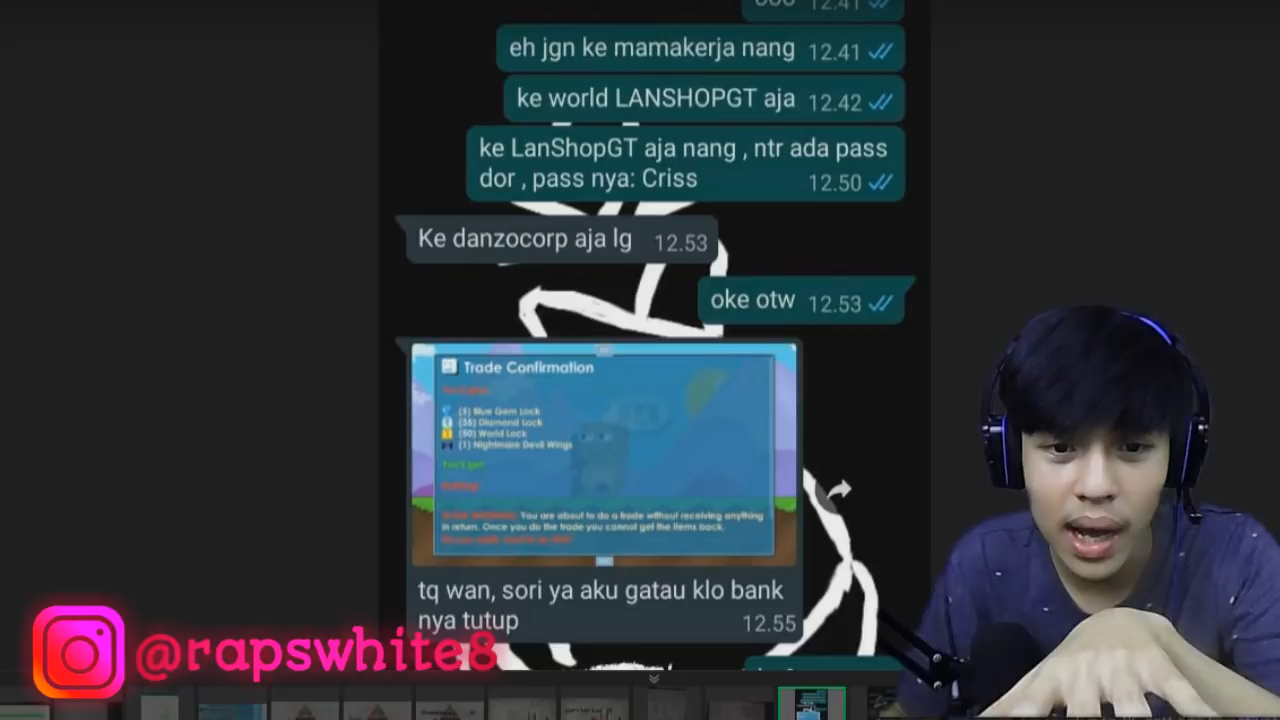 12.41
eh jgn ke mamakerja nang 12.41
ke world LANSHOPGT aja 12.42
ke LanShopGT aja nang , ntr ada pass
dor , pass nya: Criss 12.50
Ke danzocorp aja lg 12.53
oke otw 12.53
Trade Confirmation
(5) Blue Gem Lock
(35) Diamond Lock
(50) World Lock
(1) Nightmare Devil Wings
You'll get:
You are about to do a trade without receiving anything
in return. Once you do the trade you cannot get the items back.
tq wan, sori ya aku gatau klo bank
nya tutup 12.55
@rapswhite8